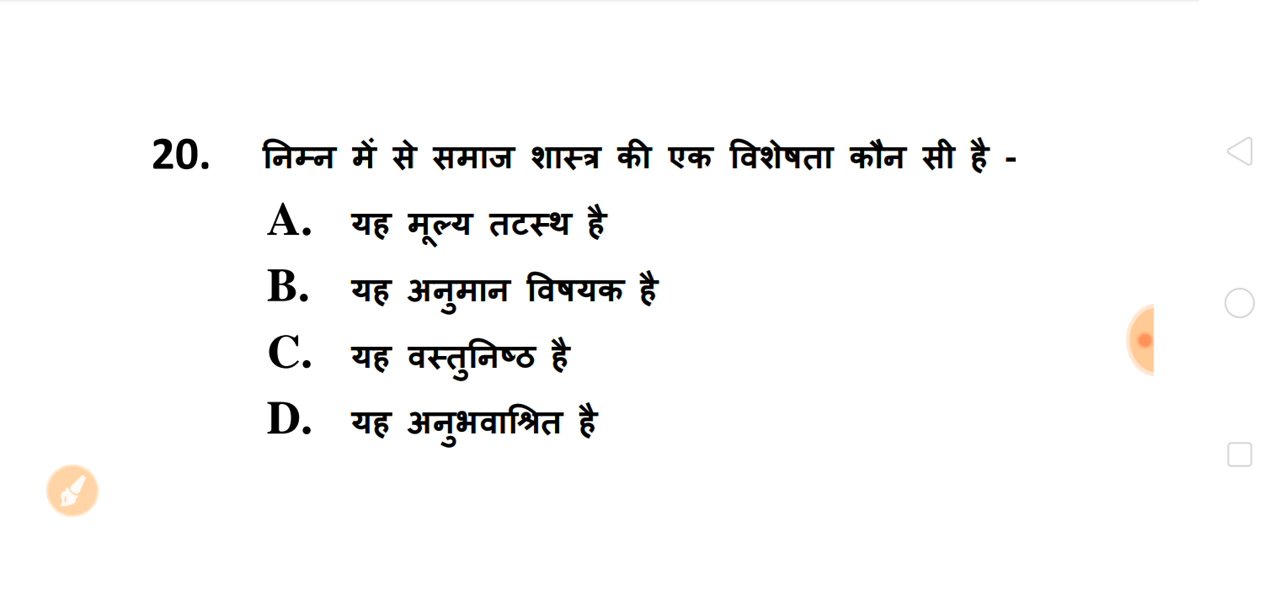 20. निम्न में से समाज शास्त्र की एक विशेषता कौन सी है -
A. यह मूल्य तटस्थ है
B. यह अनुमान विषयक है
C. यह वस्तुनिष्ठ है
D. यह अनुभवाश्रित है